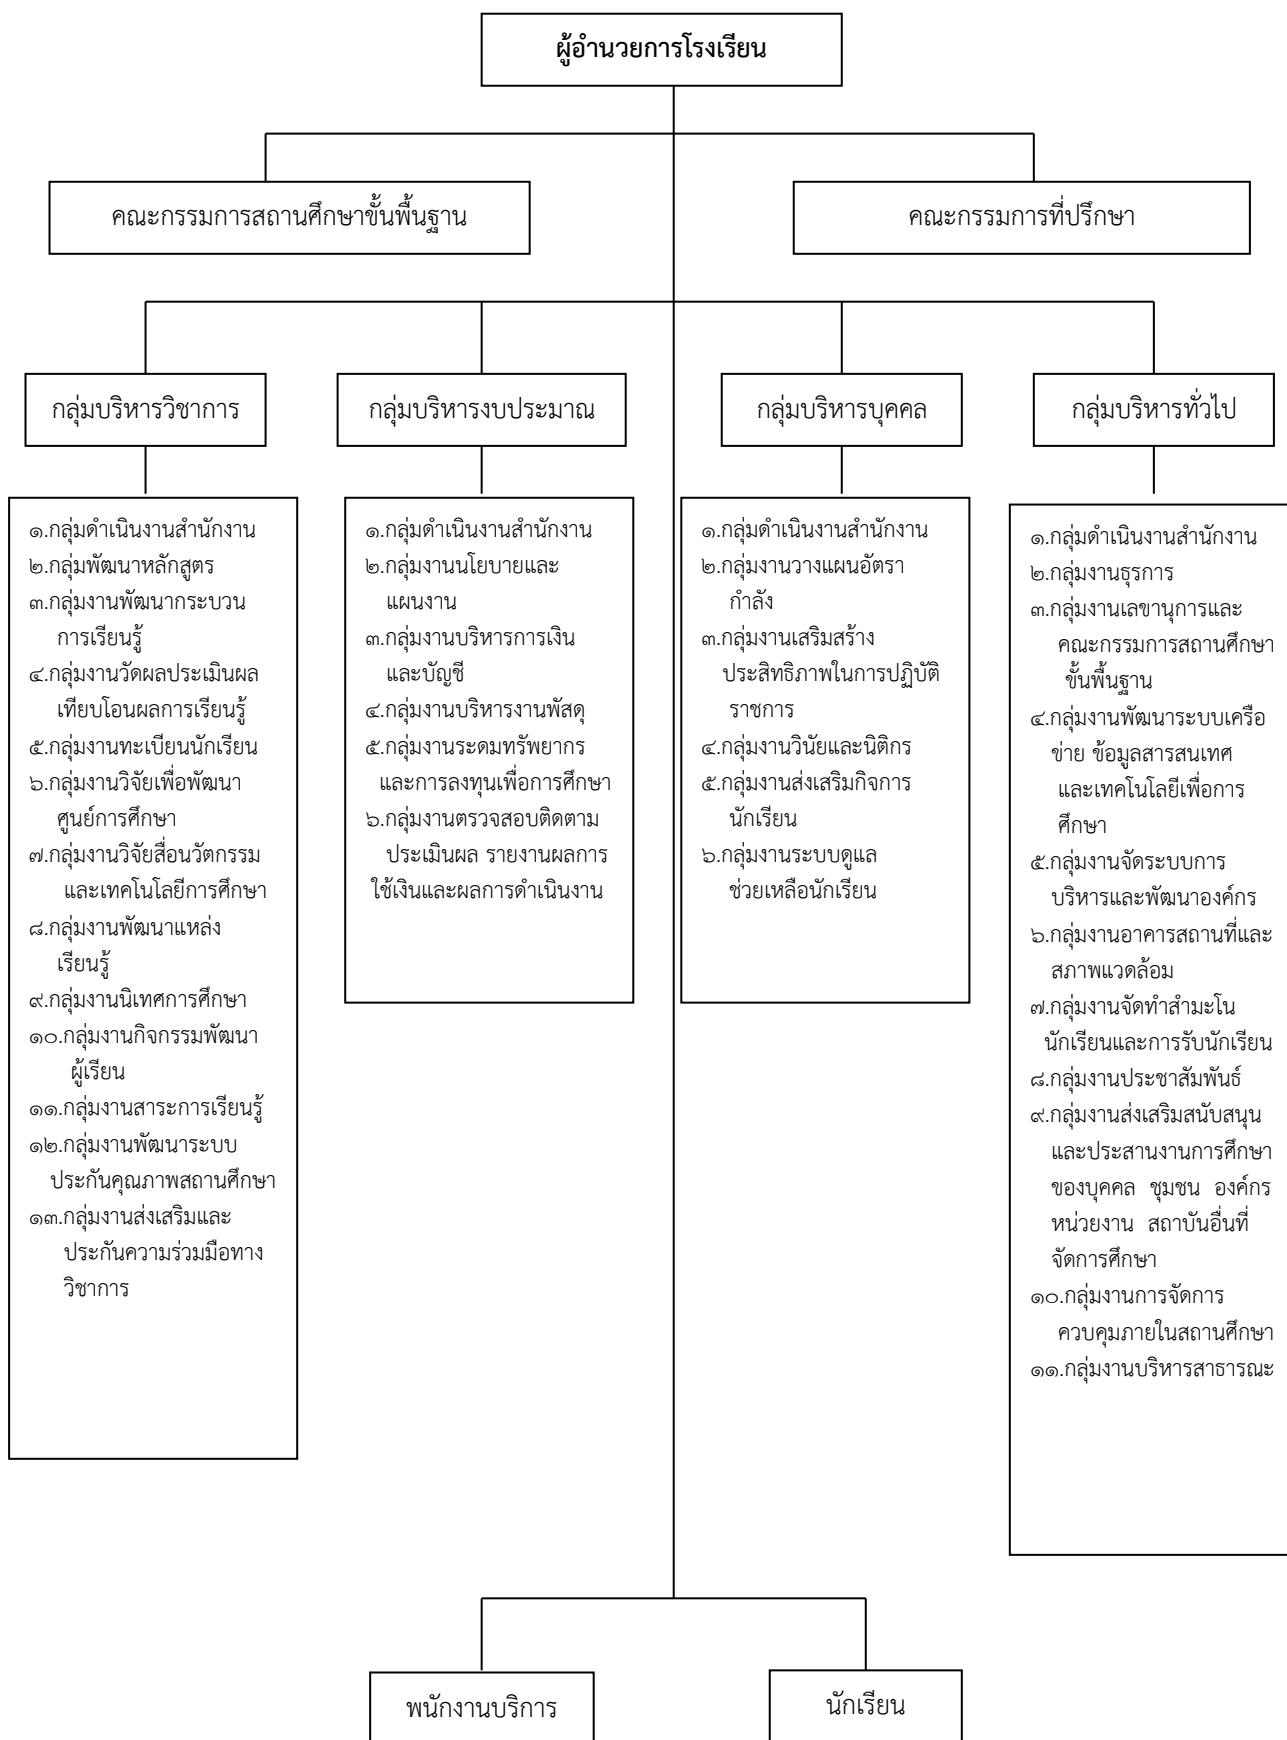 ผู้อำนวยการโรงเรียน
คณะกรรมการสถานศึกษาขั้นพื้นฐาน
คณะกรรมการที่ปรึกษา
กลุ่มบริหารวิชาการ
กลุ่มบริหารงบประมาณ
กลุ่มบริหารบุคคล
กลุ่มบริหารทั่วไป
๑.กลุ่มดำเนินงานสำนักงาน
๒.กลุ่มพัฒนาหลักสูตร
๓.กลุ่มงานพัฒนากระบวน
การเรียนรู้
๔.กลุ่มงานวัดผลประเมินผล
เทียบโอนผลการเรียนรู้
๕.กลุ่มงานทะเบียนนักเรียน
๖.กลุ่มงานวิจัยเพื่อพัฒนา
ศูนย์การศึกษา
๗.กลุ่มงานวิจัยสื่อนวัตกรรม
และเทคโนโลยีการศึกษา
๘.กลุ่มงานพัฒนาแหล่ง
เรียนรู้
๙.กลุ่มงานนิเทศการศึกษา
๑๐.กลุ่มงานกิจกรรมพัฒนา
ผู้เรียน
๑๑.กลุ่มงานสาระการเรียนรู้
๑๒.กลุ่มงานพัฒนาระบบ
ประกันคุณภาพสถานศึกษา
๑๓.กลุ่มงานส่งเสริมและ
ประกันความร่วมมือทาง
วิชาการ
๑.กลุ่มดำเนินงานสำนักงาน
๒.กลุ่มงานนโยบายและ
แผนงาน
๓.กลุ่มงานบริหารการเงิน
และบัญชี
๔.กลุ่มงานบริหารงานพัสดุ
๕.กลุ่มงานระดมทรัพยากร
และการลงทุนเพื่อการศึกษา
๖.กลุ่มงานตรวจสอบติดตาม
ประเมินผล รายงานผลการ
ใช้เงินและผลการดำเนินงาน
๑.กลุ่มดำเนินงานสำนักงาน
๒.กลุ่มงานวางแผนอัตรา
กำลัง
๓.กลุ่มงานเสริมสร้าง
ประสิทธิภาพในการปฏิบัติ
ราชการ
๔.กลุ่มงานวินัยและนิติกร
๕.กลุ่มงานส่งเสริมกิจการ
นักเรียน
๖.กลุ่มงานระบบดูแล
ช่วยเหลือนักเรียน
๑.กลุ่มดำเนินงานสำนักงาน
๒.กลุ่มงานธุรการ
๓.กลุ่มงานเลขานุการและ
คณะกรรมการสถานศึกษา
ขั้นพื้นฐาน
๔.กลุ่มงานพัฒนาระบบเครือ
ข่าย ข้อมูลสารสนเทศ
และเทคโนโลยีเพื่อการ
ศึกษา
๕.กลุ่มงานจัดระบบการ
บริหารและพัฒนาองค์กร
๖.กลุ่มงานอาคารสถานที่และ
สภาพแวดล้อม
๗.กลุ่มงานจัดทำสำมะโน
นักเรียนและการรับนักเรียน
๘.กลุ่มงานประชาสัมพันธ์
๙.กลุ่มงานส่งเสริมสนับสนุน
และประสานงานการศึกษา
ของบุคคล ชุมชน องค์กร
หน่วยงาน สถาบันอื่นที่
จัดการศึกษา
๑๐.กลุ่มงานการจัดการ
ควบคุมภายในสถานศึกษา
๑๑.กลุ่มงานบริหารสาธารณะ
พนักงานบริการ
นักเรียน